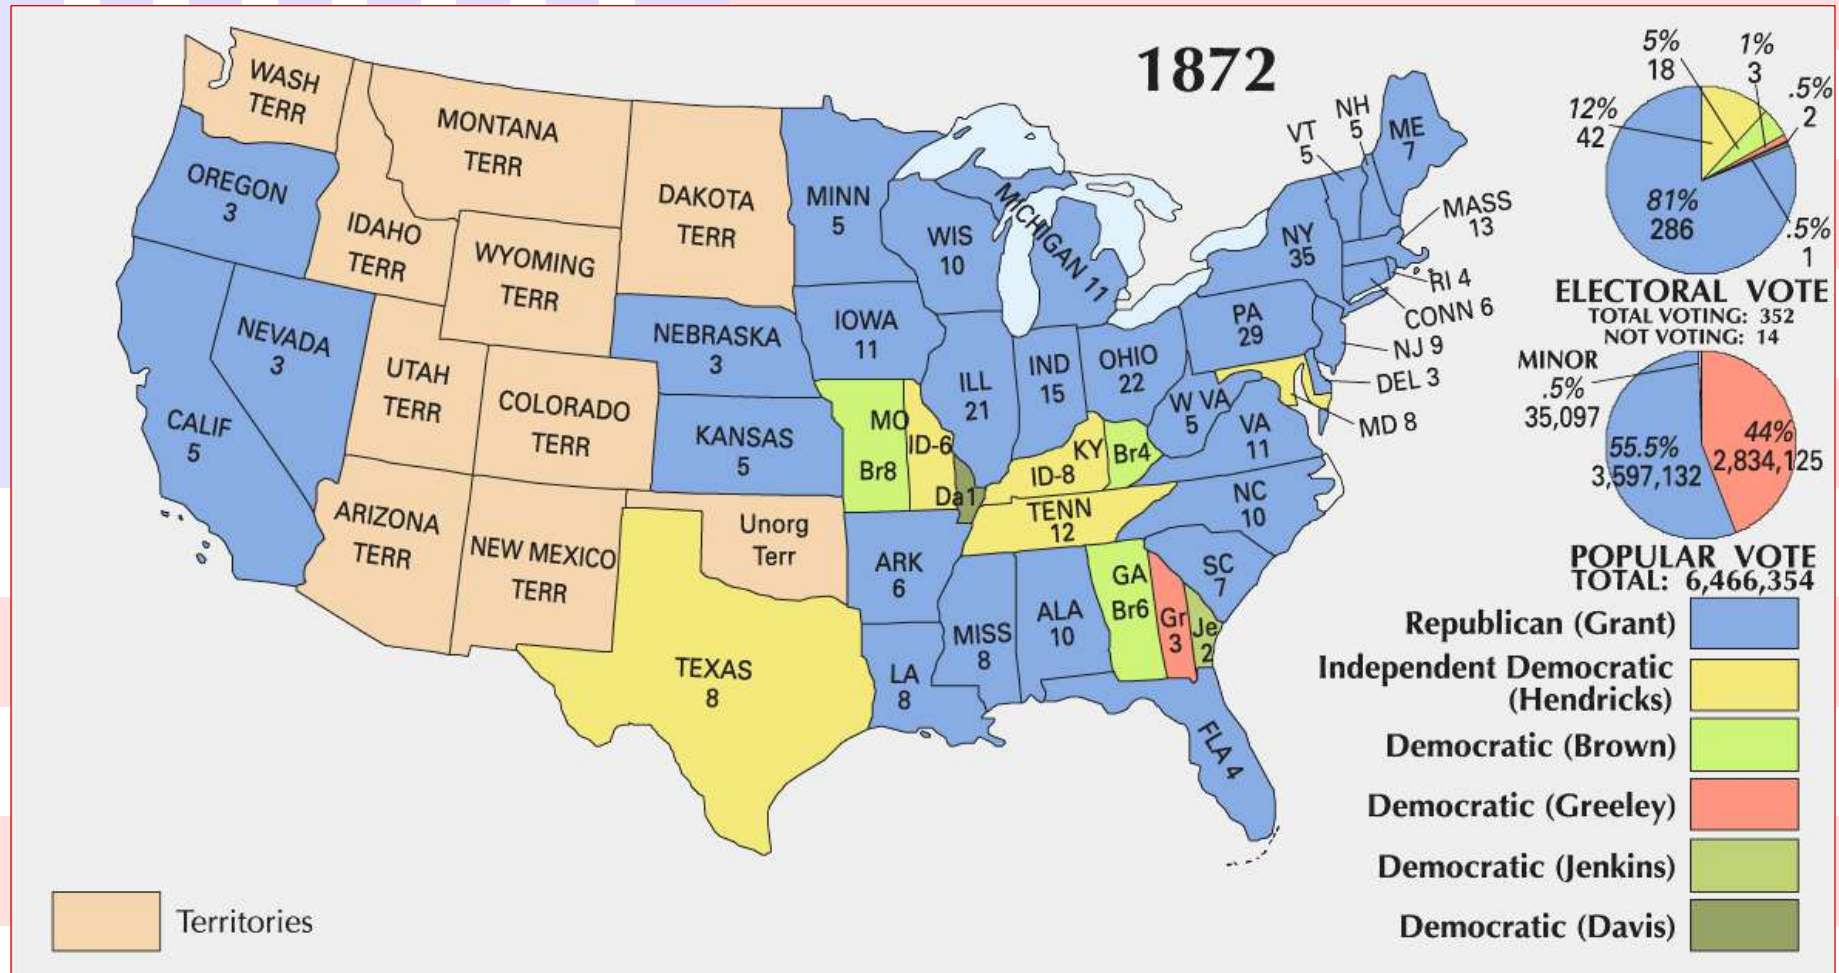 1872
WASH
TERR
MONTANA
TERR
DAKOTA
TERR
MINN
5
OREGON
3
IDAHO
TERR
WYOMING
TERR
WIS
10
MICHIGAN 11
VT
5
NH
5
ME
7
MASS
13
NY
35
RI 4
CONN 6
NJ 9
PA
29
DEL 3
MD 8
NEVADA
3
CALIF
5
UTAH
TERR
COLORADO
TERR
NEBRASKA
3
IOWA
11
KANSAS
5
ILL
21
IND
15
OHIO
22
W VA
5
VA
11
MO
Br8
ID-6
Da1
KY
ID-8
Br4
TENN
12
NC
10
SC
7
ARIZONA
TERR
NEW MEXICO
TERR
Unorg
Terr
ARK
6
TEXAS
8
LA
8
MISS
8
ALA
10
GA
Br6
Gr
3
Je
2
FLA 4
5%
18
1%
3
.5%
2
12%
42
81%
286
.5%
1
ELECTORAL VOTE
TOTAL VOTING: 352
NOT VOTING: 14
MINOR
.5%
35,097
55.5%
3,597,132
44%
2,834,125
POPULAR VOTE
TOTAL: 6,466,354
Republican (Grant)
Independent Democratic
(Hendricks)
Democratic (Brown)
Democratic (Greeley)
Democratic (Jenkins)
Democratic (Davis)
Territories